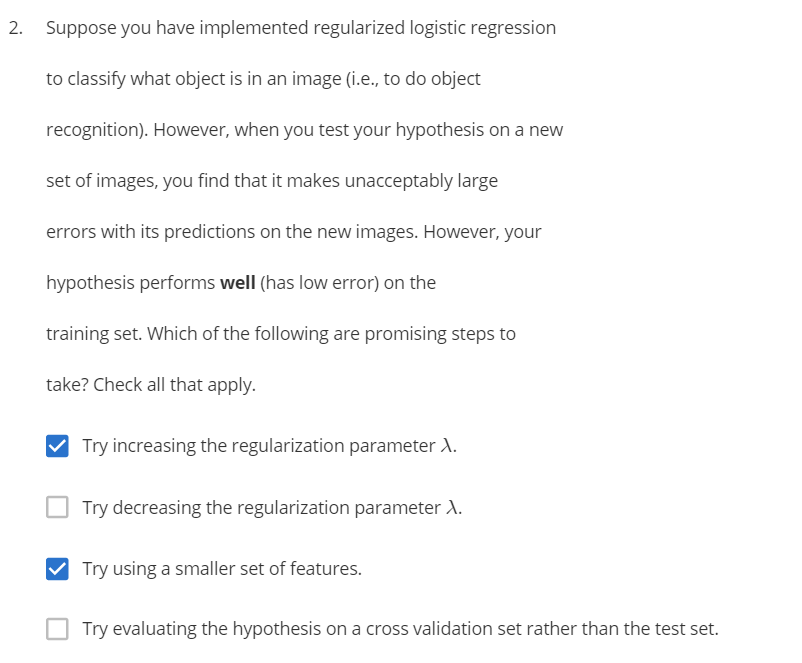 2. Suppose you have implemented regularized logistic regression
to classify what object is in an image (i.e., to do object
recognition). However, when you test your hypothesis on a new
set of images, you find that it makes unacceptably large
errors with its predictions on the new images. However, your
hypothesis performs well (has low error) on the
training set. Which of the following are promising steps to
take? Check all that apply.
Try increasing the regularization parameter λ.
Try decreasing the regularization parameter λ.
Try using a smaller set of features.
Try evaluating the hypothesis on a cross validation set rather than the test set.